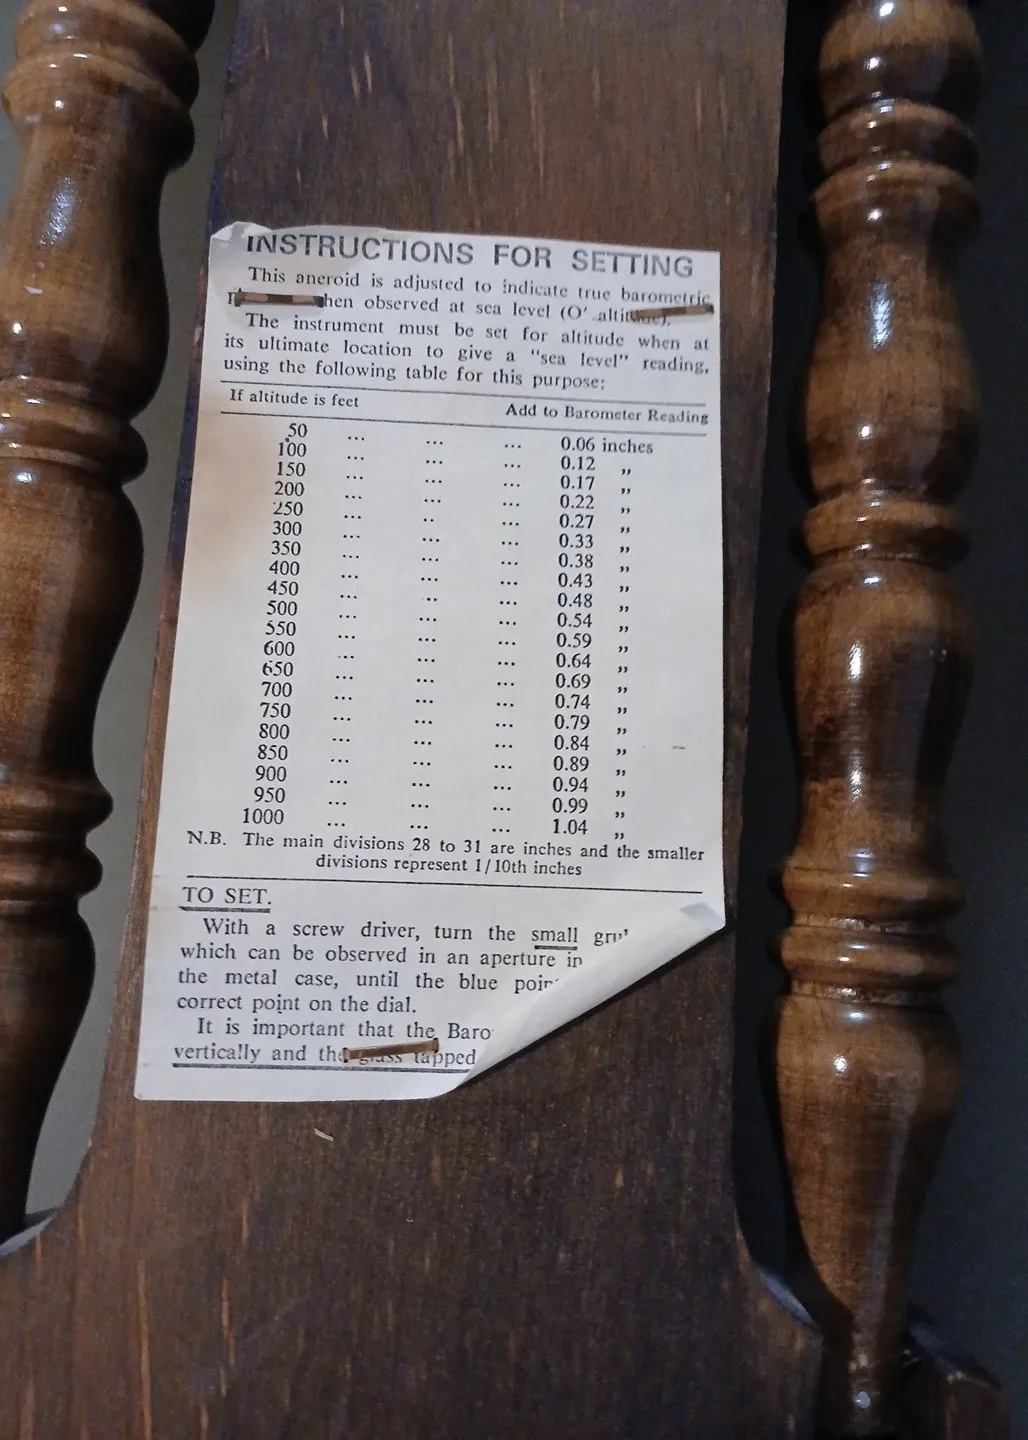 INSTRUCTIONS FOR SETTING
This aneroid is adjusted to indicate true barometric
hen observed at sea level (O' altitude).
The instrument must be set for altitude when at
its ultimate location to give a "sea level" reading,
using the following table for this purpose:
If altitude is feet Add to Barometer Reading
50 ... ... ... 0.06 inches
100 ... ... ... 0.12 ,,
150 ... ... ... 0.17 ,,
200 ... ... ... 0.22 ,,
250 ... .. ... 0.27 ,,
300 ... ... ... 0.33 ,,
350 ... ... ... 0.38 ,,
400 ... ... ... 0.43 ,,
450 ... .. ... 0.48 ,,
500 ... ... ... 0.54 ,,
550 ... ... ... 0.59 ,,
600 ... ... ... 0.64 ,,
650 ... ... ... 0.69 ,,
700 ... ... ... 0.74 ,,
750 ... ... ... 0.79 ,,
800 ... ... ... 0.84 ,,
850 ... ... ... 0.89 ,,
900 ... ... ... 0.94 ,,
950 ... ... ... 0.99 ,,
1000 ... ... ... 1.04 ,,
N.B. The main divisions 28 to 31 are inches and the smaller
divisions represent 1/10th inches
TO SET.
With a screw driver, turn the small
which can be observed in an aperture in
the metal case, until the blue poin
correct point on the dial.
It is important that the Baro
vertically and the glass tapped